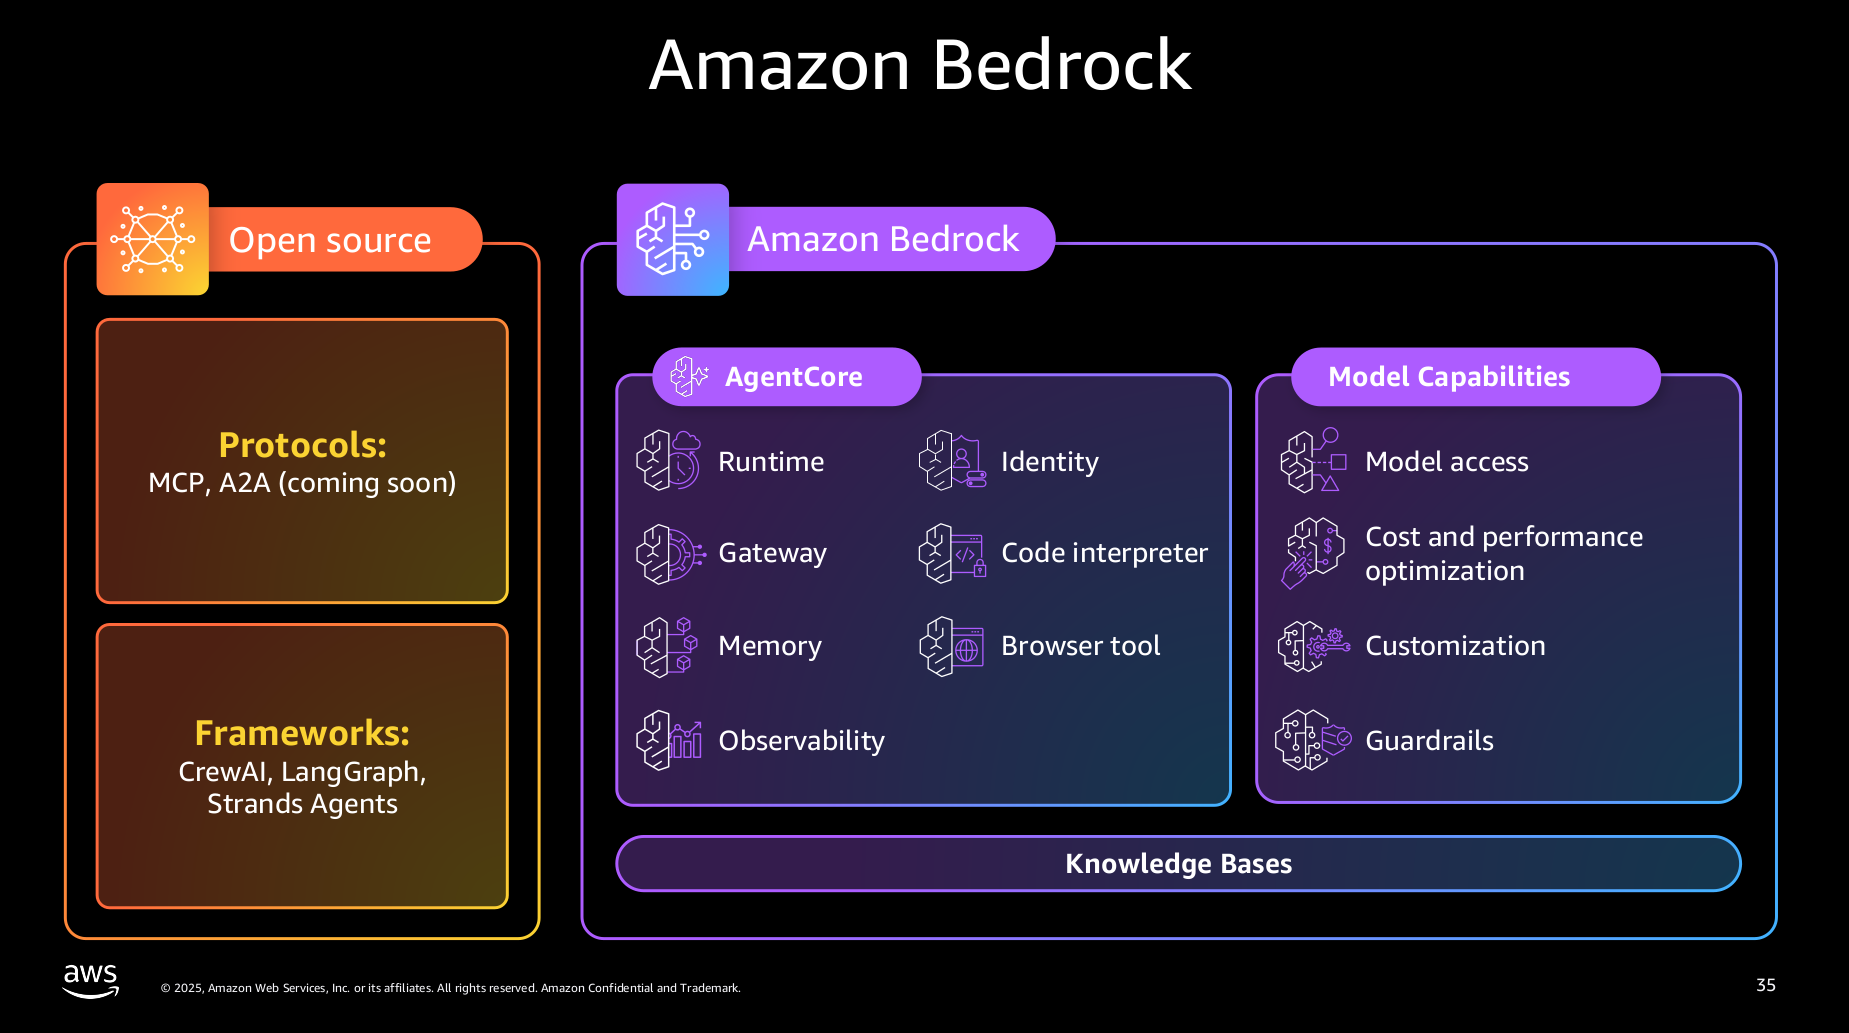 Amazon Bedrock
Open source
Protocols:
MCP, A2A (coming soon)
Frameworks:
CrewAI, LangGraph,
Strands Agents
Amazon Bedrock
AgentCore
Runtime
Identity
Gateway
Code interpreter
Memory
Browser tool
Observability
Model Capabilities
Model access
Cost and performance
optimization
Customization
Guardrails
Knowledge Bases
aws
© 2025, Amazon Web Services, Inc. or its affiliates. All rights reserved. Amazon Confidential and Trademark.
35